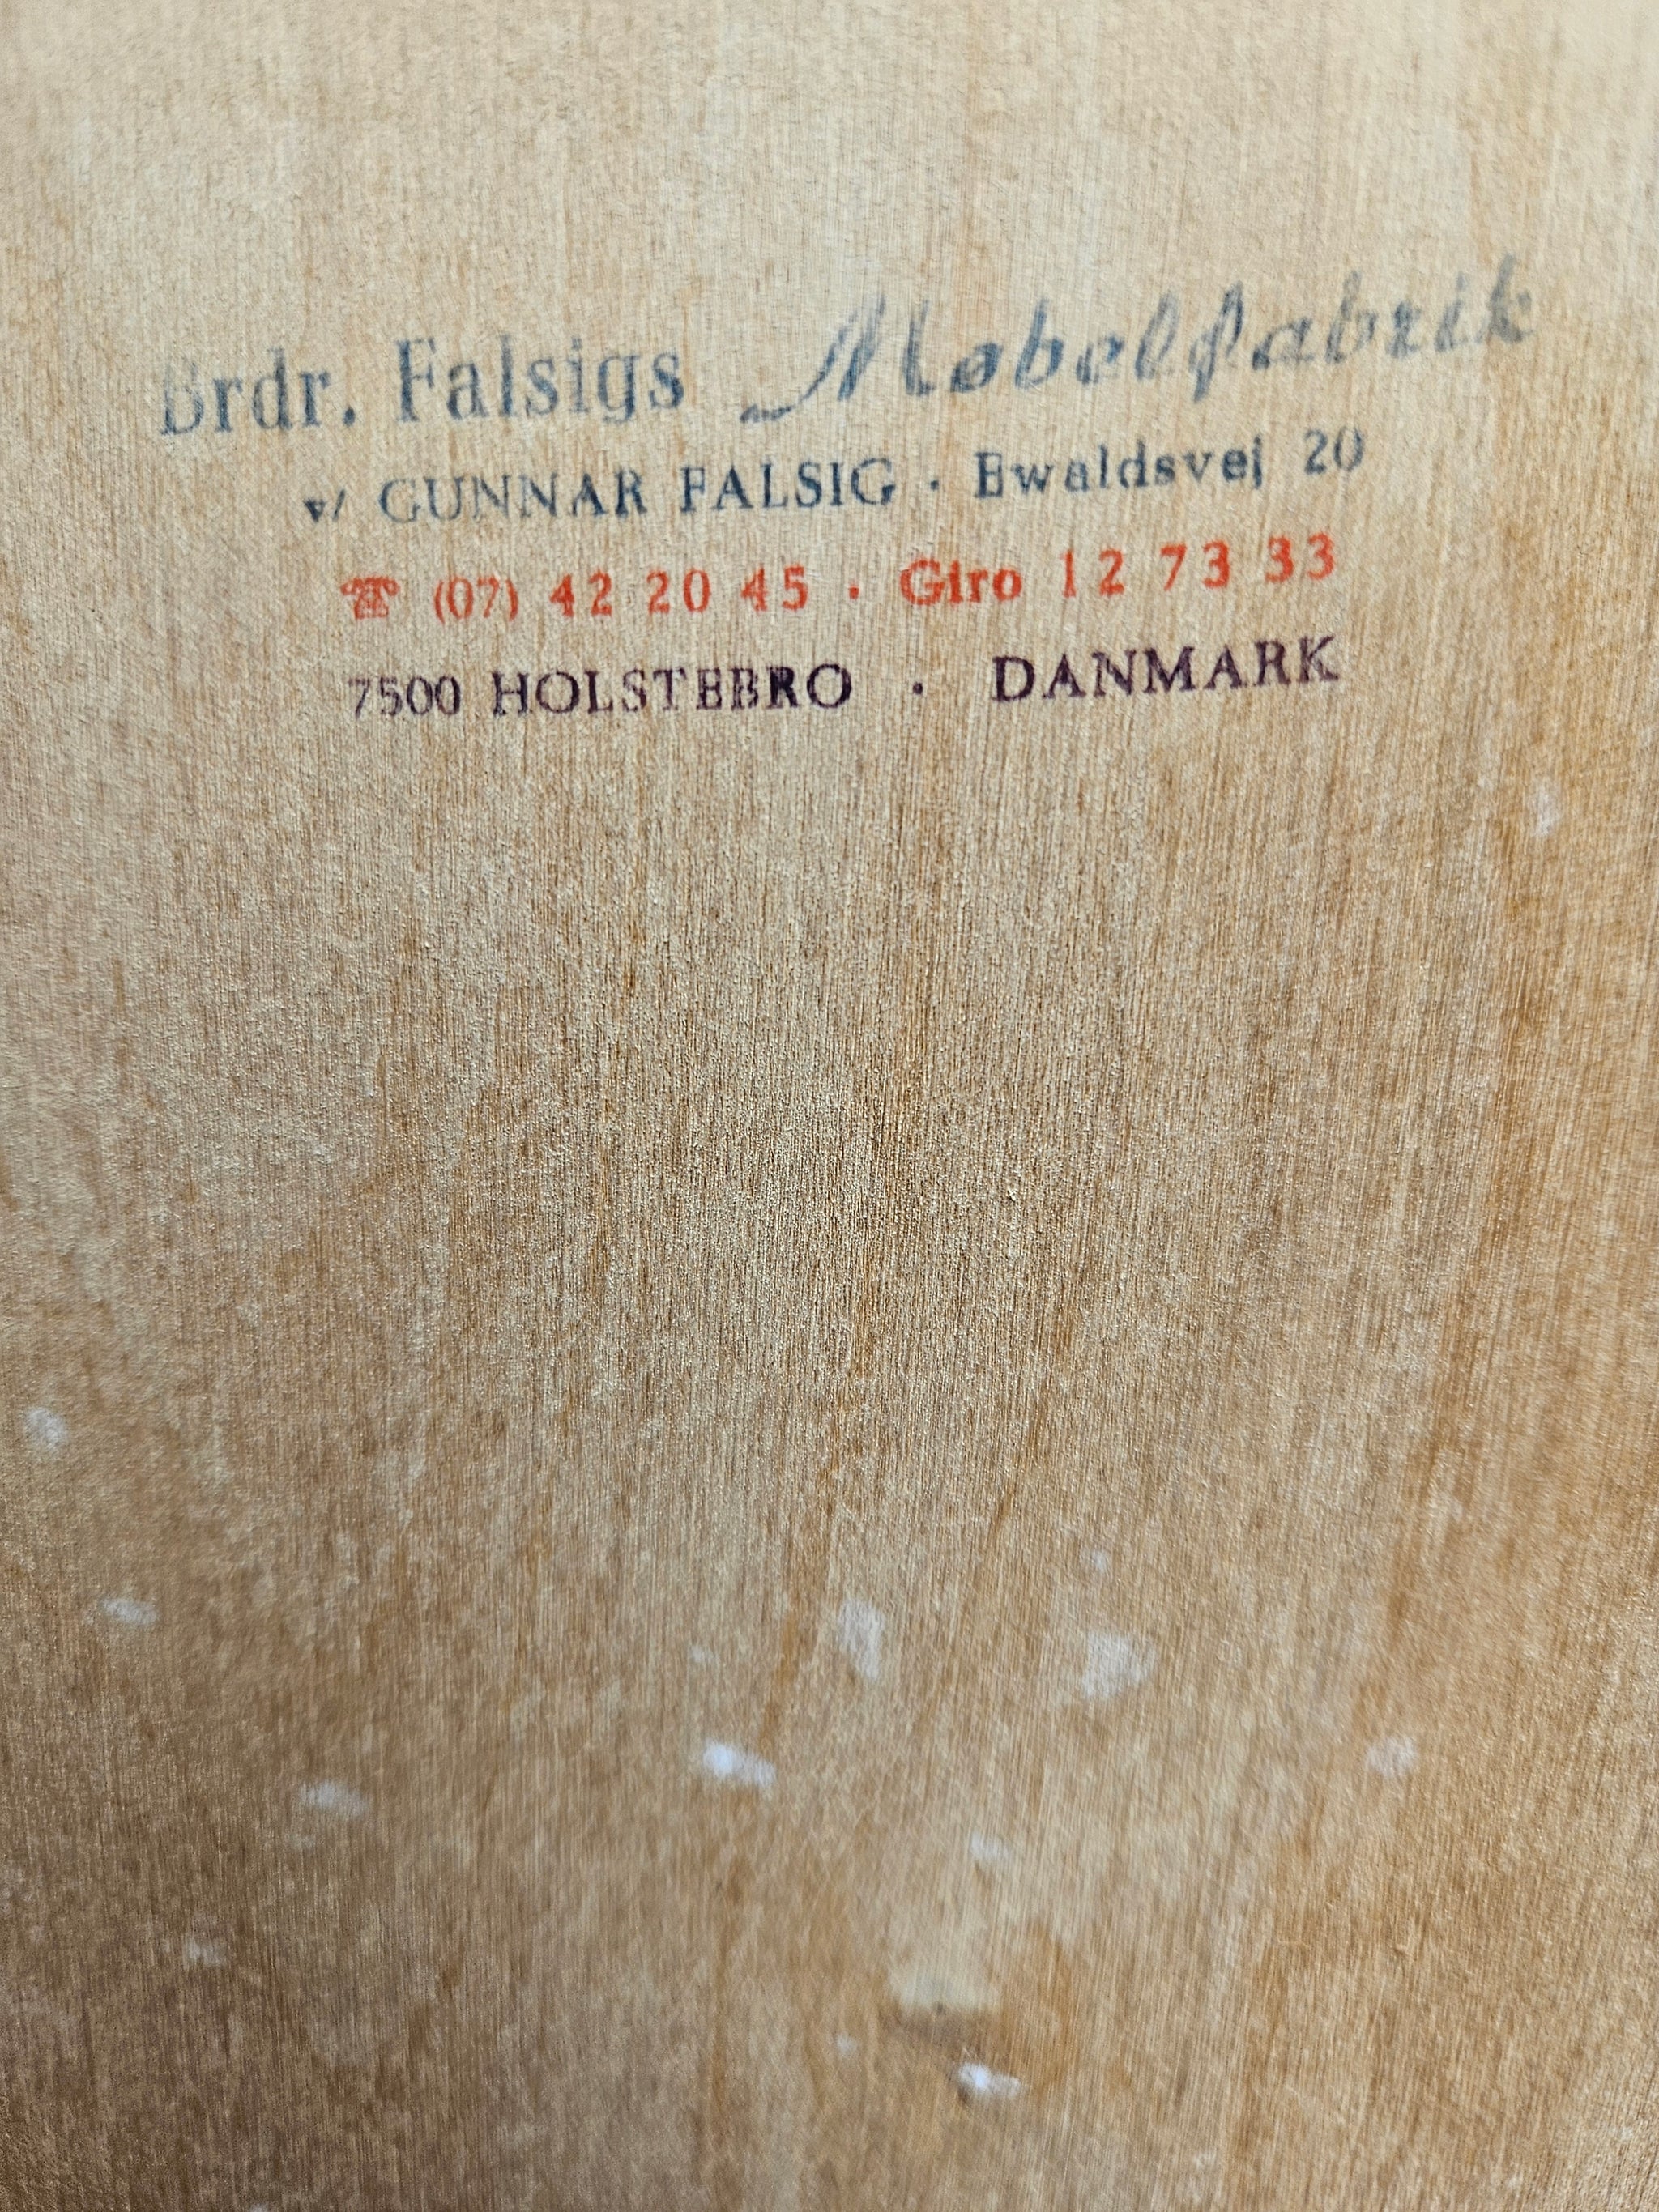 Brdr. Falsigs Møbelfabrik
v/ GUNNAR FALSIG · Ewaldsvej 20
☎ (07) 42 20 45 · Giro 12 73 33
7500 HOLSTEBRO · DANMARK